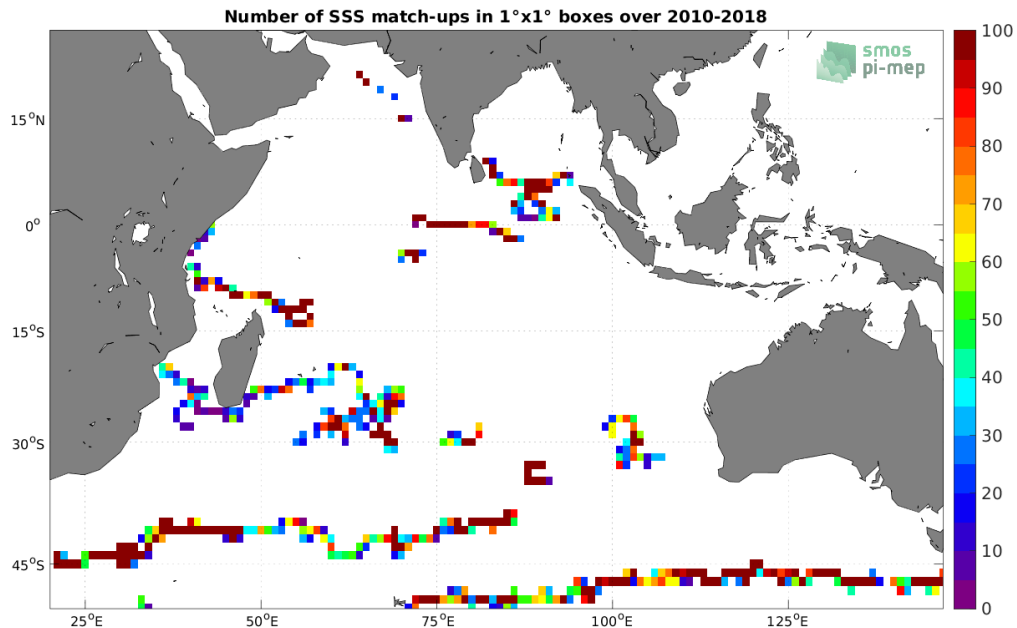 Number of SSS match-ups in 1°x1° boxes over 2010-2018
smos
pi-mep
15°N
0°
15°S
30°S
45°S
25°E
50°E
75°E
100°E
125°E
100
90
80
70
60
50
40
30
20
10
0